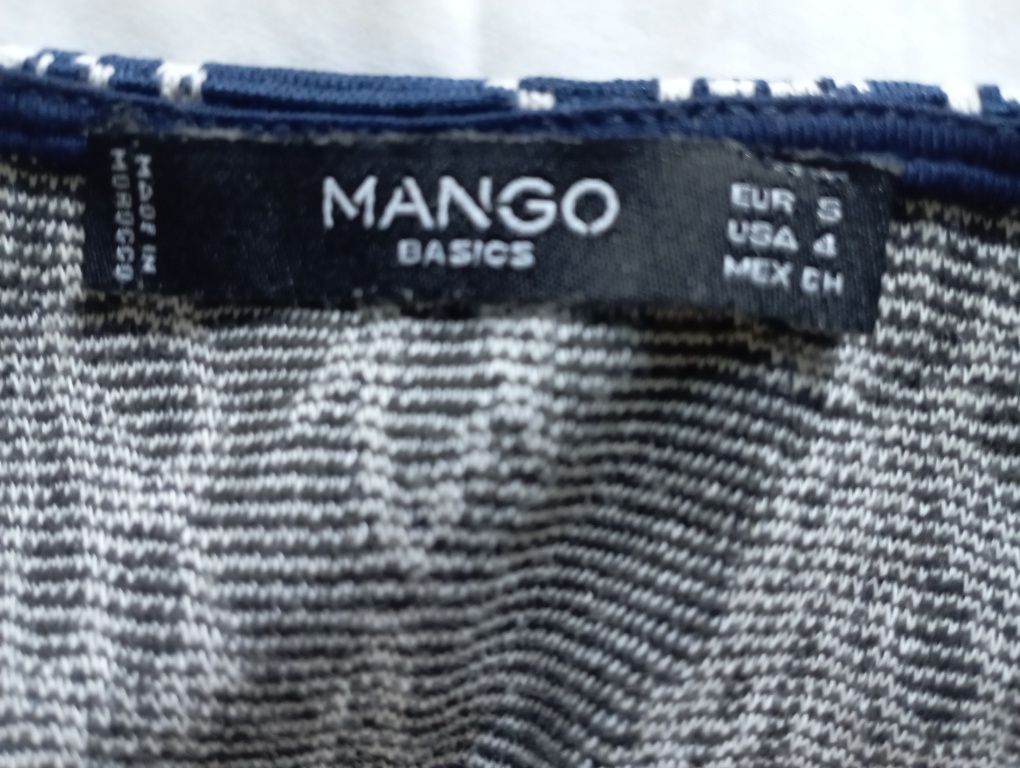 MADE IN
MOROCCO
MANGO
BASICS
EUR S
USA 4
MEX CH